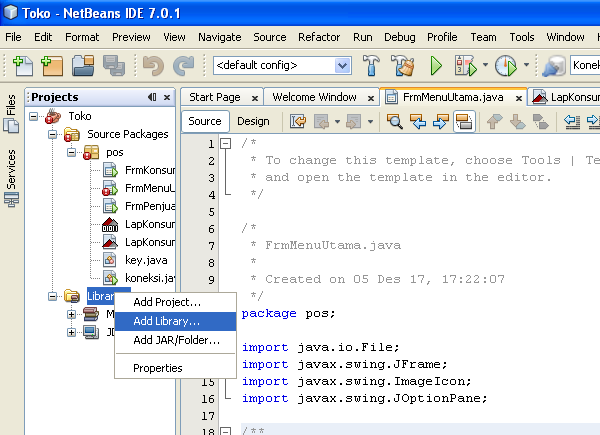 Toko - NetBeans IDE 7.0.1
File Edit Format Preview View Navigate Source Refactor Run Debug Profile Team Tools Window
<default config>
Konek
Files
Services
Projects
Toko
Source Packages
pos
FrmKonsum
FrmMenuU
FrmPenjua
LapKonsum
LapKonsum
key.java
koneksi.jav
Librar
M
JD
Add Project...
Add Library...
Add JAR/Folder...
Properties
Start Page Welcome Window FrmMenuUtama.java LapKonsu
Source Design
1 /*
2 * To change this template, choose Tools | Te
3 * and open the template in the editor.
4 */
5
6 /*
7 * FrmMenuUtama.java
8 *
9 * Created on 05 Des 17, 17:22:07
*/
package pos;
import java.io.File;
import javax.swing.JFrame;
15 import javax.swing.ImageIcon;
16 import javax.swing.JOptionPane;
17
18 /**